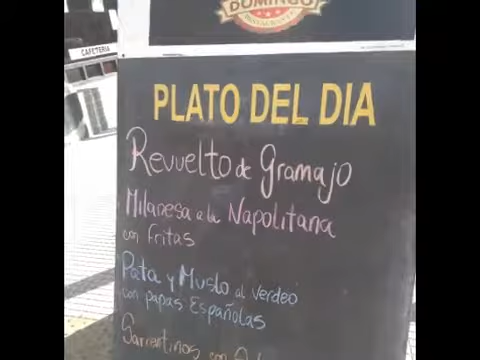 DOMINGO
RESTAURANT
CAFETERIA
PLATO DEL DIA
Revuelto de Gramajo
Milanesa a la Napolitana
con Fritas
Pata y Muslo al verdeo
con papas Españolas
Sorrentinos con